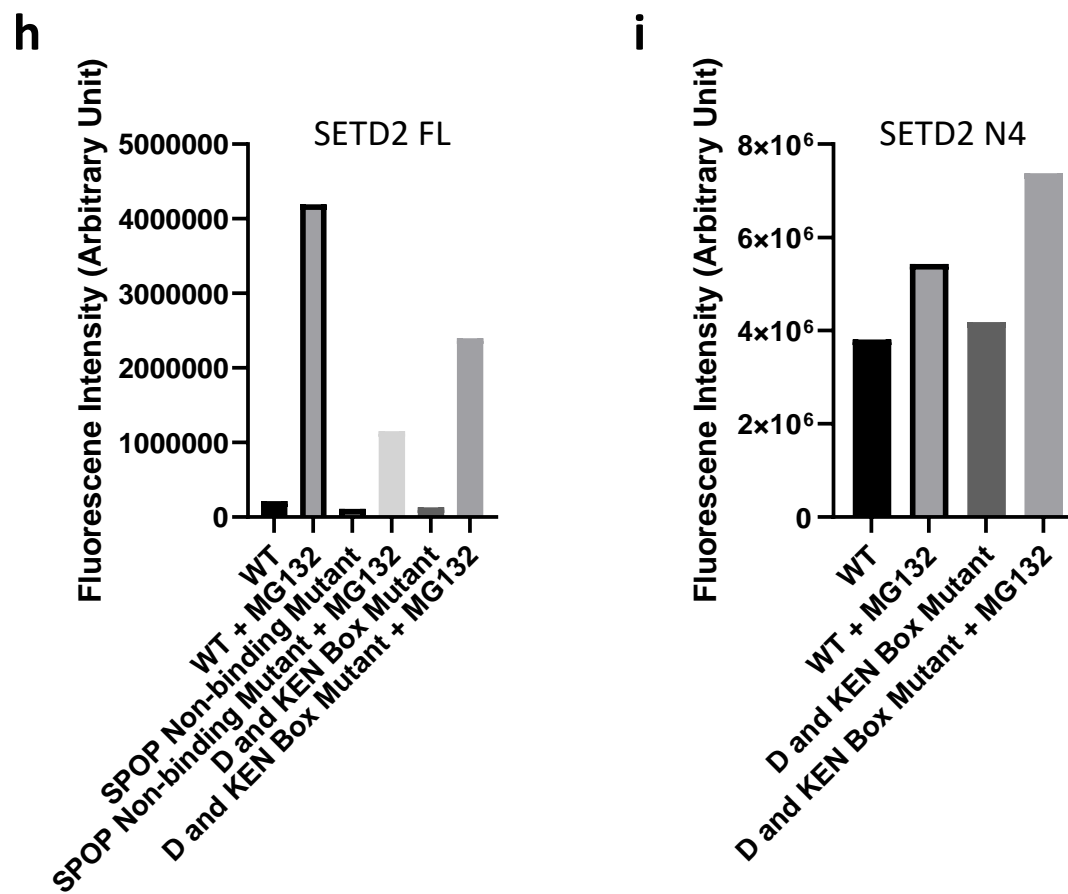 h
SETD2 FL
Fluorescene Intensity (Arbitrary Unit)
5000000
4000000
3000000
2000000
1000000
0
WT
WT + MG132
SPOP Non-binding Mutant
SPOP Non-binding Mutant + MG132
D and KEN Box Mutant
D and KEN Box Mutant + MG132
i
SETD2 N4
Fluorescene Intensity (Arbitrary Unit)
8×10⁶
6×10⁶
4×10⁶
2×10⁶
0
WT
WT + MG132
D and KEN Box Mutant
D and KEN Box Mutant + MG132